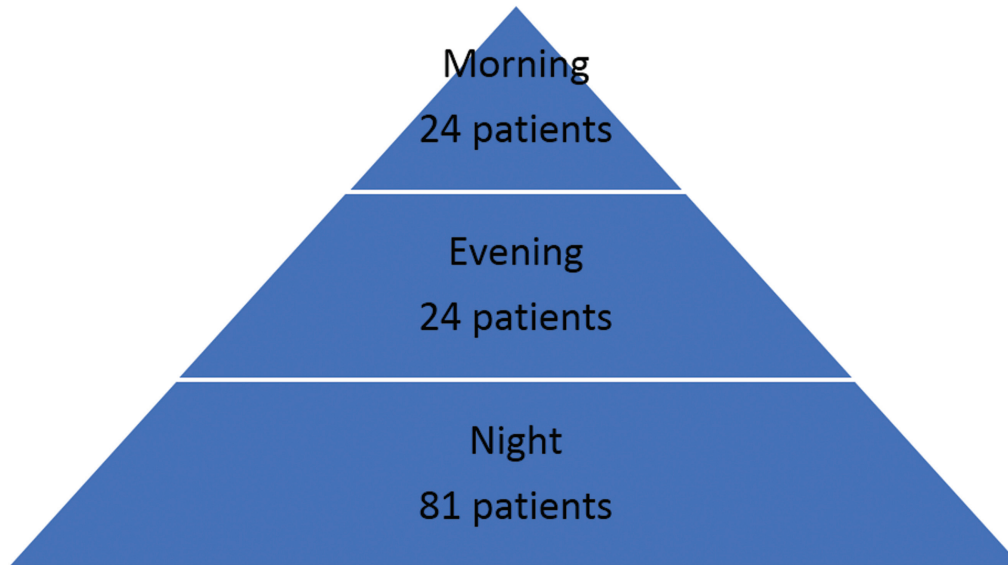 Morning
24 patients
Evening
24 patients
Night
81 patients